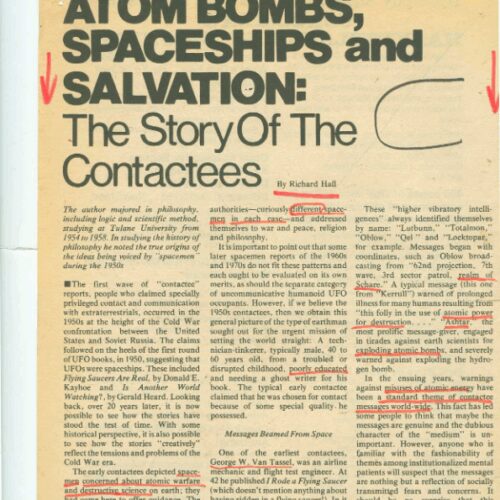 ATOM BOMBS,
SPACESHIPS and
SALVATION:
The Story Of The
Contactees
By Richard Hall
The author majored in philosophy,
including logic and scientific method,
studying at Tulane University from
1954 to 1958. In studying the history of
philosophy he noted the true origins of
the ideas being voiced by "spacemen"
during the 1950s
■The first wave of "contactee"
reports, people who claimed specially
privileged contact and communication
with extraterrestrials, occurred in the
1950s at the height of the Cold War
confrontation between the United
States and Soviet Russia. The claims
followed on the heels of the first round
of UFO books, in 1950, suggesting that
UFOs were spaceships. These included
Flying Saucers Are Real, by Donald E.
Kayhoe and Is Another World
Watching?, by Gerald Heard. Looking
back, over 20 years later, it is now
possible to see how the stories have
stood the test of time. With some
historical perspective, it is also possible
to see how the stories "creatively"
reflect the tensions and problems of the
Cold War era.
The early contactees depicted space-
men concerned about atomic warfare
and destructing science on earth; they
authorities—curiously different space-
men in each case—and addressed
themselves to war and peace, religion
and philosophy.
It is important to point out that some
later spacemen reports of the 1960s
and 1970s do not fit these patterns and
each ought to be evaluated on its own
merits, as should the separate category
of uncommunicative humanoid UFO
occupants. However, if we believe the
1950s contactees, then we obtain this
general picture of the type of earthman
sought out for the urgent mission of
setting the world straight: A tech-
nician-tinkerer, typically male, 40 to
60 years old, from a troubled or
disrupted childhood, poorly educated
and needing a ghost writer for his
book. The typical early contactee
claimed that he was chosen for contact
because of some special he
possessed.
Messages Beamed From Space
One of the earliest contactees,
George W. Van Tassel, was an airline
mechanic and flight test engineer. At
42 he published I Rode a Flying Saucer
(which doesn't mention anything about
These "higher vibratory intelli-
gences" always identified themselves
by name: "Lutbunn," "Totalmon,"
"Oblow," "Qel" and "Locktopar,"
for example. Messages began with
coordinates, such as Oblow broad-
casting from "62nd projection, 7th
wave, 3rd sector patrol, realm of
Schare." A typical message (this one
from "Kerrull") warned of prolonged
illness for many humans resulting from
"this folly in the use of atomic power
for destruction. . . ." Ashtar, the
most prolific message-giver, engaged
in tirades against earth scientists for
exploding atomic bombs, and severely
warned against exploding the hydrogen
bomb.
In the ensuing years, warning
against misuses of atomic energy have
been a standard theme of contactee
messages world-wide. This fact has led
some people to think that maybe the
messages are genuine and the dubious
character of the "medium" is un-
important. However, anyone who is
familiar with the fashionability of
themes among institutionalized mental
patients will suspect that the messages
are nothing but a reflection of socially
transmitted fears and concerns.